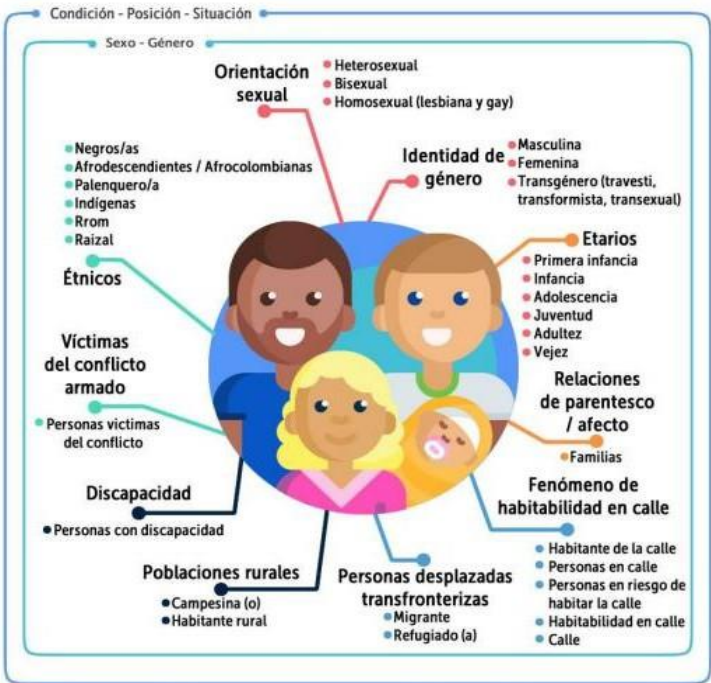 Condición - Posición - Situación
Sexo - Género
Orientación
sexual
Heterosexual
Bisexual
Homosexual (lesbiana y gay)
Identidad de
género
Masculina
Femenina
Transgénero (travesti,
transformista, transexual)
Negros/as
Afrodescendientes / Afrocolombianas
Palenquero/a
Indígenas
Rrom
Raizal
Étnicos
Etarios
Primera infancia
Infancia
Adolescencia
Juventud
Adultez
Vejez
Víctimas
del conflicto
armado
Personas victimas
del conflicto
Relaciones
de parentesco
/ afecto
Familias
Discapacidad
Personas con discapacidad
Fenómeno de
habitabilidad en calle
Habitante de la calle
Personas en calle
Personas en riesgo de
habitar la calle
Habitabilidad en calle
Calle
Poblaciones rurales
Campesina (o)
Habitante rural
Personas desplazadas
transfronterizas
Migrante
Refugiado (a)